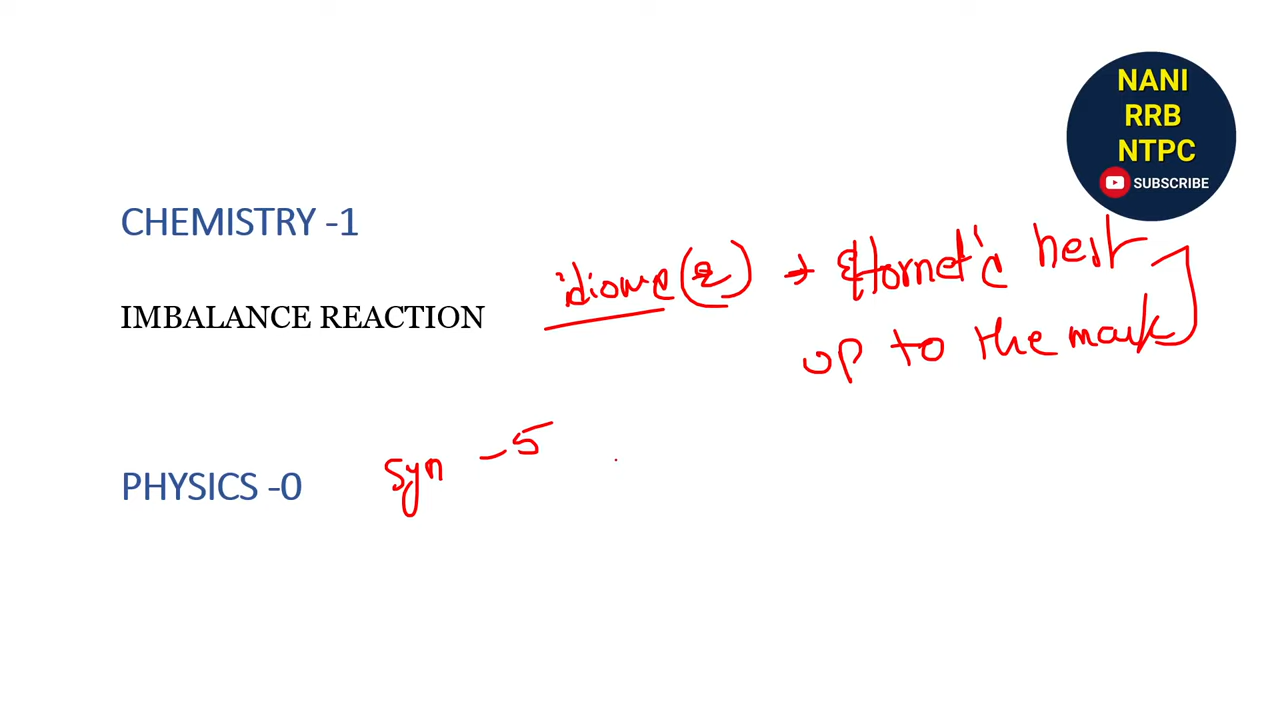 NANI
RRB
NTPC
SUBSCRIBE
CHEMISTRY -1
IMBALANCE REACTION
idioms (2) → Hornet's nest
up to the mark
PHYSICS -0
Syn - 5